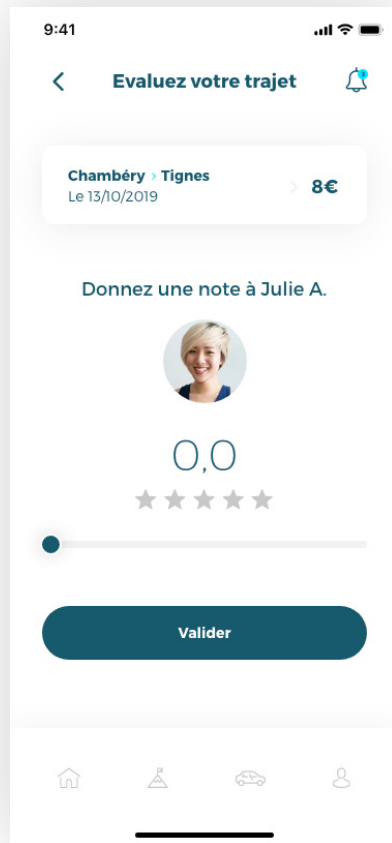 9:41
Evaluez votre trajet
Chambéry > Tignes
Le 13/10/2019
8€
Donnez une note à Julie A.
0,0
Valider